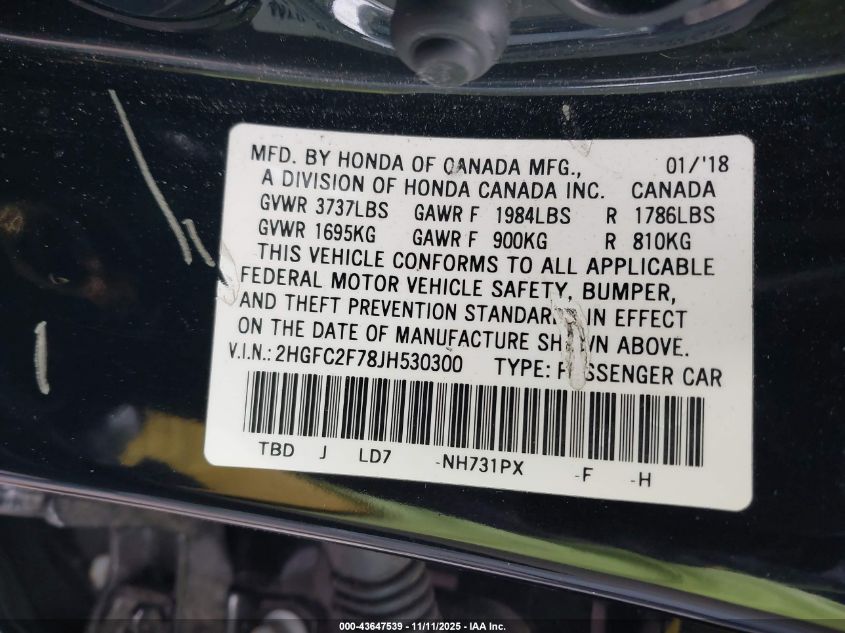 MFD. BY HONDA OF CANADA MFG., 01/'18
A DIVISION OF HONDA CANADA INC. CANADA
GVWR 3737LBS GAWR F 1984LBS R 1786LBS
GVWR 1695KG GAWR F 900KG R 810KG
THIS VEHICLE CONFORMS TO ALL APPLICABLE
FEDERAL MOTOR VEHICLE SAFETY, BUMPER,
AND THEFT PREVENTION STANDARDS IN EFFECT
ON THE DATE OF MANUFACTURE SHOWN ABOVE.
V.I.N.: 2HGFC2F78JH530300 TYPE: PASSENGER CAR
TBD J LD7 -NH731PX -F -H
000-43647539 - 11/11/2025 - IAA Inc.